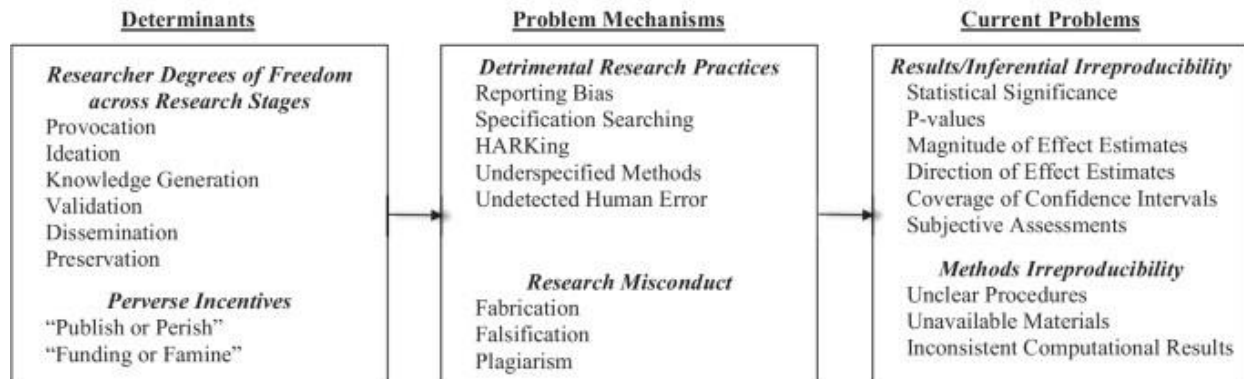 Determinants
Researcher Degrees of Freedom
across Research Stages
Provocation
Ideation
Knowledge Generation
Validation
Dissemination
Preservation
Perverse Incentives
“Publish or Perish”
“Funding or Famine”
Problem Mechanisms
Detrimental Research Practices
Reporting Bias
Specification Searching
HARKing
Underspecified Methods
Undetected Human Error
Research Misconduct
Fabrication
Falsification
Plagiarism
Current Problems
Results/Inferential Irreproducibility
Statistical Significance
P-values
Magnitude of Effect Estimates
Direction of Effect Estimates
Coverage of Confidence Intervals
Subjective Assessments
Methods Irreproducibility
Unclear Procedures
Unavailable Materials
Inconsistent Computational Results